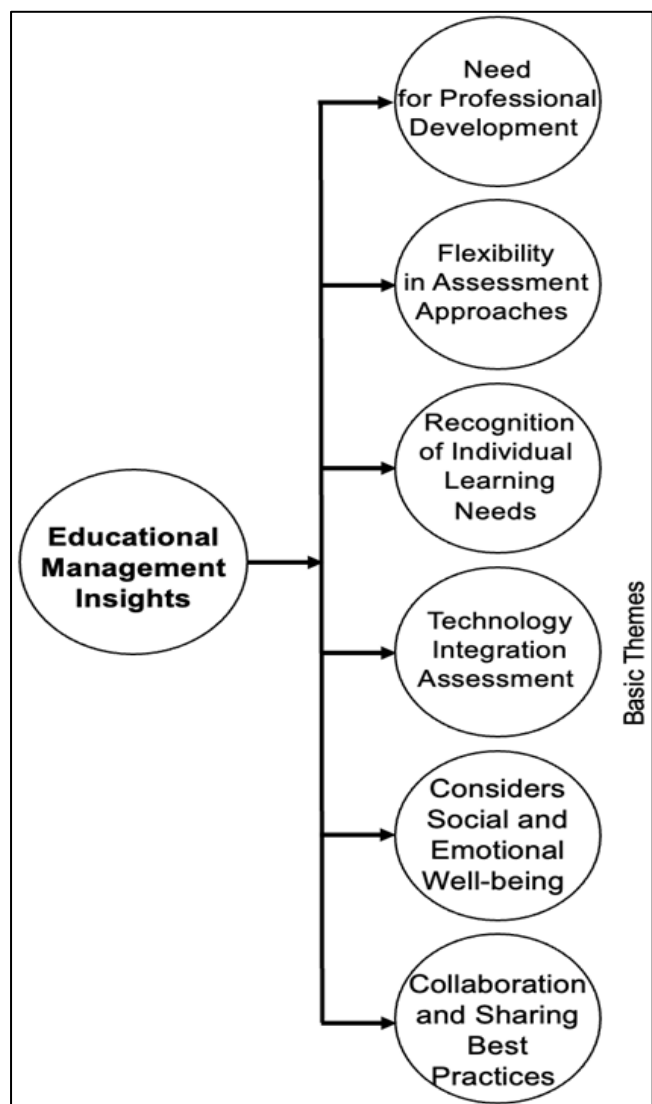 Need
for Professional
Development
Flexibility
in Assessment
Approaches
Recognition
of Individual
Learning
Needs
Educational
Management
Insights
Technology
Integration
Assessment
Basic Themes
Considers
Social and
Emotional
Well-being
Collaboration
and Sharing
Best
Practices